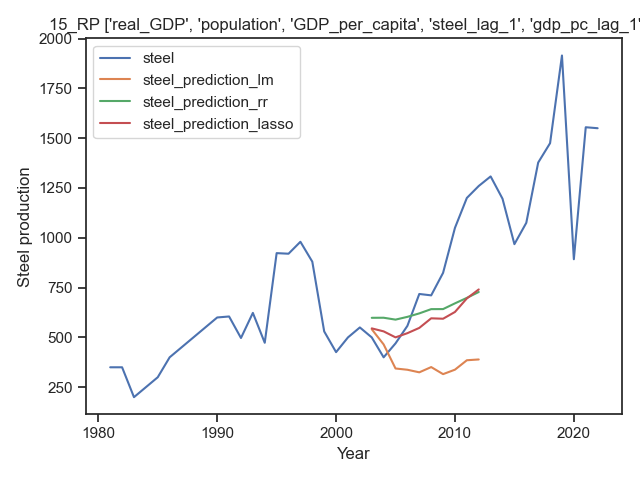 15_RP ['real_GDP', 'population', 'GDP_per_capita', 'steel_lag_1', 'gdp_pc_lag_1'
2000
1750
1500
1250
1000
750
500
250
Steel production
steel
steel_prediction_lm
steel_prediction_rr
steel_prediction_lasso
1980
1990
2000
2010
2020
Year